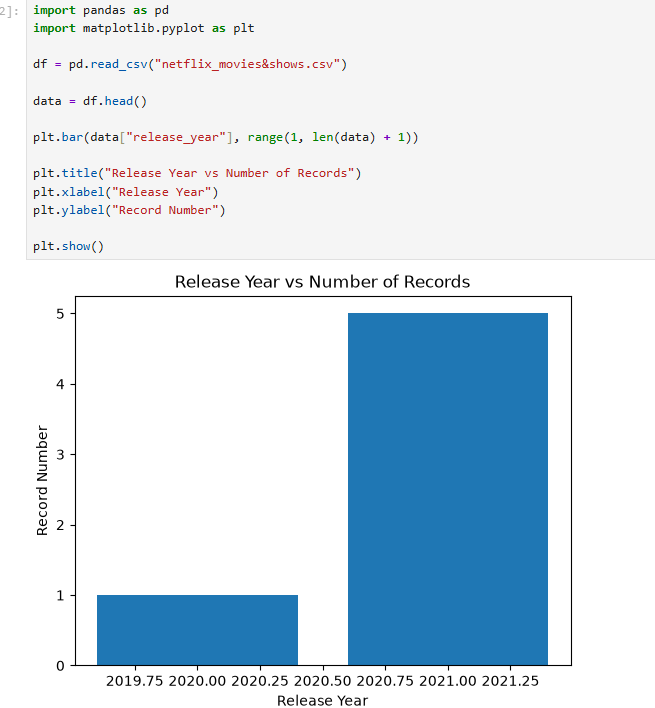 2]:
import pandas as pd
import matplotlib.pyplot as plt
df = pd.read_csv("netflix_movies&shows.csv")
data = df.head()
plt.bar(data["release_year"], range(1, len(data) + 1))
plt.title("Release Year vs Number of Records")
plt.xlabel("Release Year")
plt.ylabel("Record Number")
plt.show()
Release Year vs Number of Records
5
4
3
2
1
0
Record Number
2019.75 2020.00 2020.25 2020.50 2020.75 2021.00 2021.25
Release Year